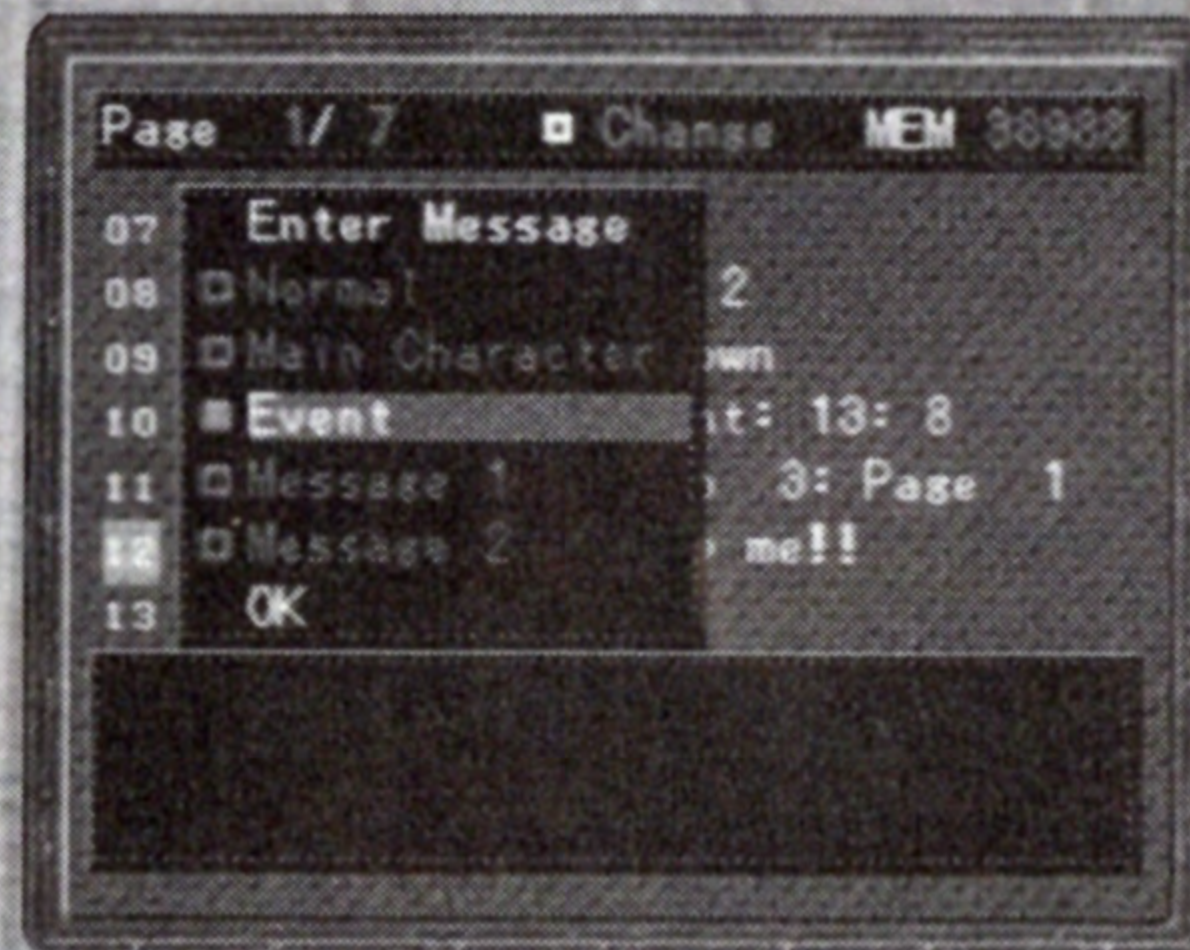 Page 1/ 7 Change MEM
07 Enter Message
08 Normal 2
09 Main Character own
10 Event nt: 13: 8
11 Message 1 3: Page 1
12 Message 2 me!!
13 OK